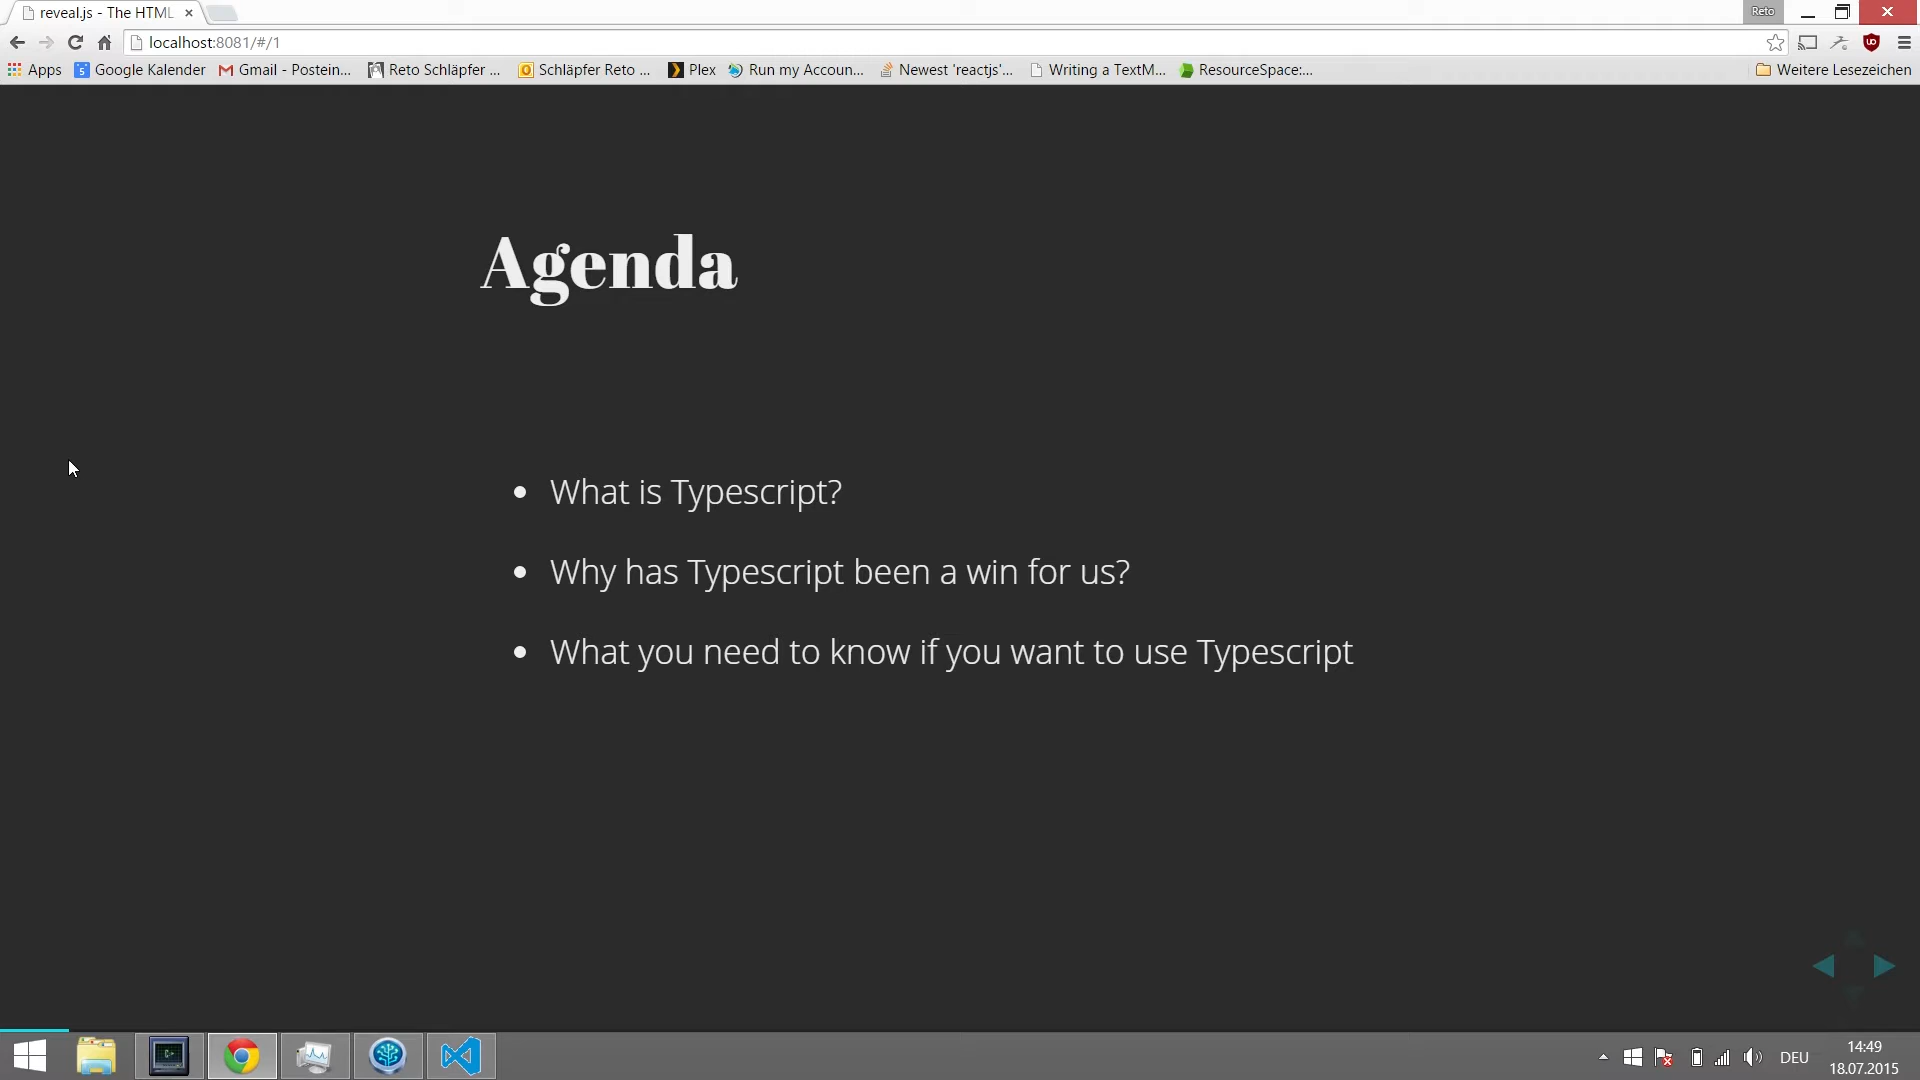 reveal.js - The HTML
Reto
localhost:8081/#/1
Apps
Google Kalender
Gmail - Postein...
Reto Schläpfer ...
Schläpfer Reto ...
Plex
Run my Accoun...
Newest 'reactjs'...
Writing a TextM...
ResourceSpace:...
Weitere Lesezeichen
Agenda
What is Typescript?
Why has Typescript been a win for us?
What you need to know if you want to use Typescript
DEU
14:49
18.07.2015